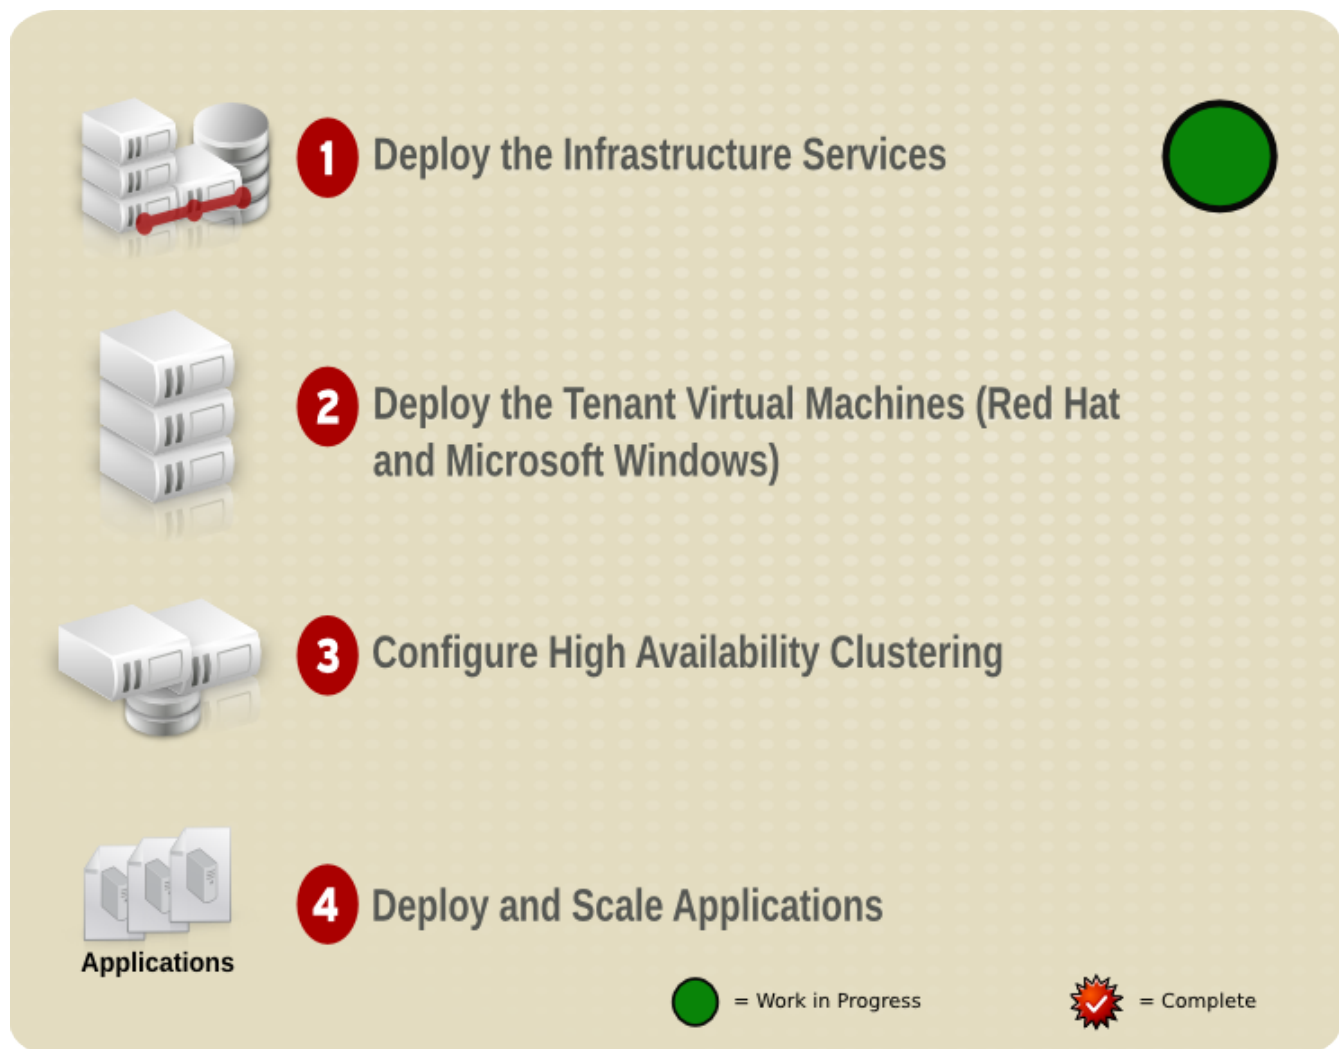 1 Deploy the Infrastructure Services
2 Deploy the Tenant Virtual Machines (Red Hat
and Microsoft Windows)
3 Configure High Availability Clustering
4 Deploy and Scale Applications
Applications
= Work in Progress = Complete